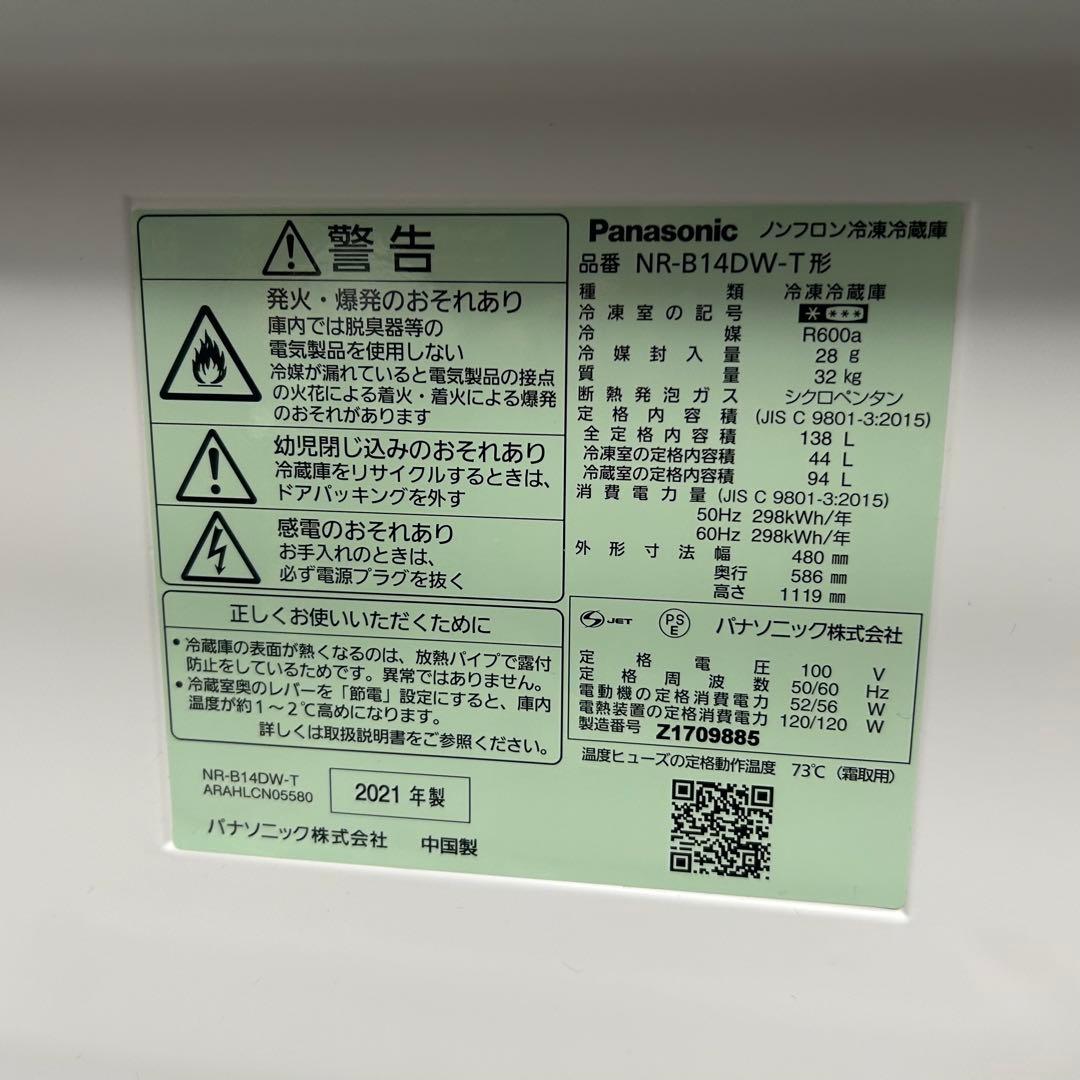 警告
発火・爆発のおそれあり
庫内では脱臭器等の
電気製品を使用しない
冷媒が漏れていると電気製品の接点
の火花による着火・着火による爆発
のおそれがあります
幼児閉じ込みのおそれあり
冷蔵庫をリサイクルするときは、
ドアパッキングを外す
感電のおそれあり
お手入れのときは、
必ず電源プラグを抜く
正しくお使いいただくために
・冷蔵庫の表面が熱くなるのは、放熱パイプで露付
防止をしているためです。異常ではありません。
・冷蔵室奥のレバーを「節電」設定にすると、庫内
温度が約1～2℃高めになります。
詳しくは取扱説明書をご参照ください。
NR-B14DW-T
ARAHLCN05580
2021 年製
パナソニック株式会社 中国製
Panasonic ノンフロン冷凍冷蔵庫
品番 NR-B14DW-T形
種類 冷凍冷蔵庫
冷凍室の記号 * ***
冷媒 R600a
冷媒封入量 28 g
質量 32 kg
断熱発泡ガス シクロペンタン
定格内容積 (JIS C 9801-3:2015)
全定格内容積 138 L
冷凍室の定格内容積 44 L
冷蔵室の定格内容積 94 L
消費電力量 (JIS C 9801-3:2015)
50Hz 298kWh/年
60Hz 298kWh/年
外形寸法 幅 480 mm
奥行 586 mm
高さ 1119 mm
JET PSE パナソニック株式会社
定格電圧 100 V
定格周波数 50/60 Hz
電動機の定格消費電力 52/56 W
電熱装置の定格消費電力 120/120 W
製造番号 Z1709885
温度ヒューズの定格動作温度 73℃（霜取用）